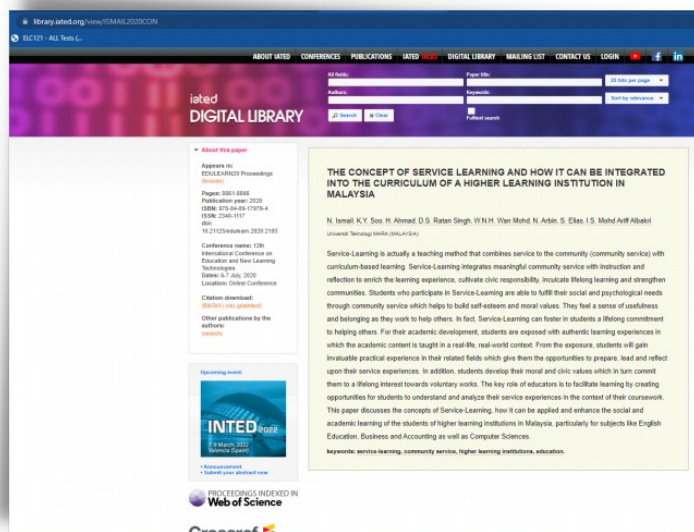 library.iated.org/view/ISMAIL2020CON
ELC121 - ALL Tests (...
ABOUT IATED CONFERENCES PUBLICATIONS IATED TALKS DIGITAL LIBRARY MAILING LIST CONTACT US LOGIN
iated
DIGITAL LIBRARY
All fields:
Paper title:
25 hits per page
Authors:
Keywords:
Sort by relevance
Search
Clear
Fulltext search
About this paper
Appears in:
EDULEARN20 Proceedings
(browse)
Pages: 8861-8866
Publication year: 2020
ISBN: 978-84-09-17979-4
ISSN: 2340-1117
doi:
10.21125/edulearn.2020.2193
Conference name: 12th
International Conference on
Education and New Learning
Technologies
Dates: 6-7 July, 2020
Location: Online Conference
Citation download:
(BibTeX) (ris) (plaintext)
Other publications by the
authors:
(search)
Upcoming event:
INTED 2022
7-9 March, 2022
Valencia (Spain)
• Announcement
• Submit your abstract now
PROCEEDINGS INDEXED IN
Web of Science
Crossref
THE CONCEPT OF SERVICE LEARNING AND HOW IT CAN BE INTEGRATED
INTO THE CURRICULUM OF A HIGHER LEARNING INSTITUTION IN
MALAYSIA
N. Ismail, K.Y. Soo, H. Ahmad, D.S. Ratan Singh, W.N.H. Wan Mohd, N. Arbin, S. Elias, I.S. Mohd Ariff Albakri
Universiti Teknologi MARA (MALAYSIA)
Service-Learning is actually a teaching method that combines service to the community (community service) with
curriculum-based learning. Service-Learning integrates meaningful community service with instruction and
reflection to enrich the learning experience, cultivate civic responsibility, inculcate lifelong learning and strengthen
communities. Students who participate in Service-Learning are able to fulfill their social and psychological needs
through community service which helps to build self-esteem and moral values. They feel a sense of usefulness
and belonging as they work to help others. In fact, Service-Learning can foster in students a lifelong commitment
to helping others. For their academic development, students are exposed with authentic learning experiences in
which the academic content is taught in a real-life, real-world context. From the exposure, students will gain
invaluable practical experience in their related fields which give them the opportunities to prepare, lead and reflect
upon their service experiences. In addition, students develop their moral and civic values which in turn commit
them to a lifelong interest towards voluntary works. The key role of educators is to facilitate learning by creating
opportunities for students to understand and analyze their service experiences in the context of their coursework.
This paper discusses the concepts of Service-Learning, how it can be applied and enhance the social and
academic learning of the students of higher learning institutions in Malaysia, particularly for subjects like English
Education, Business and Accounting as well as Computer Sciences.
keywords: service-learning, community service, higher learning institutions, education.